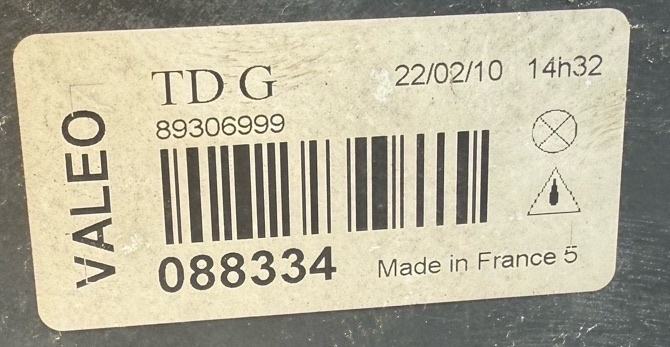 VALEO
TD G
22/02/10 14h32
89306999
088334
Made in France 5